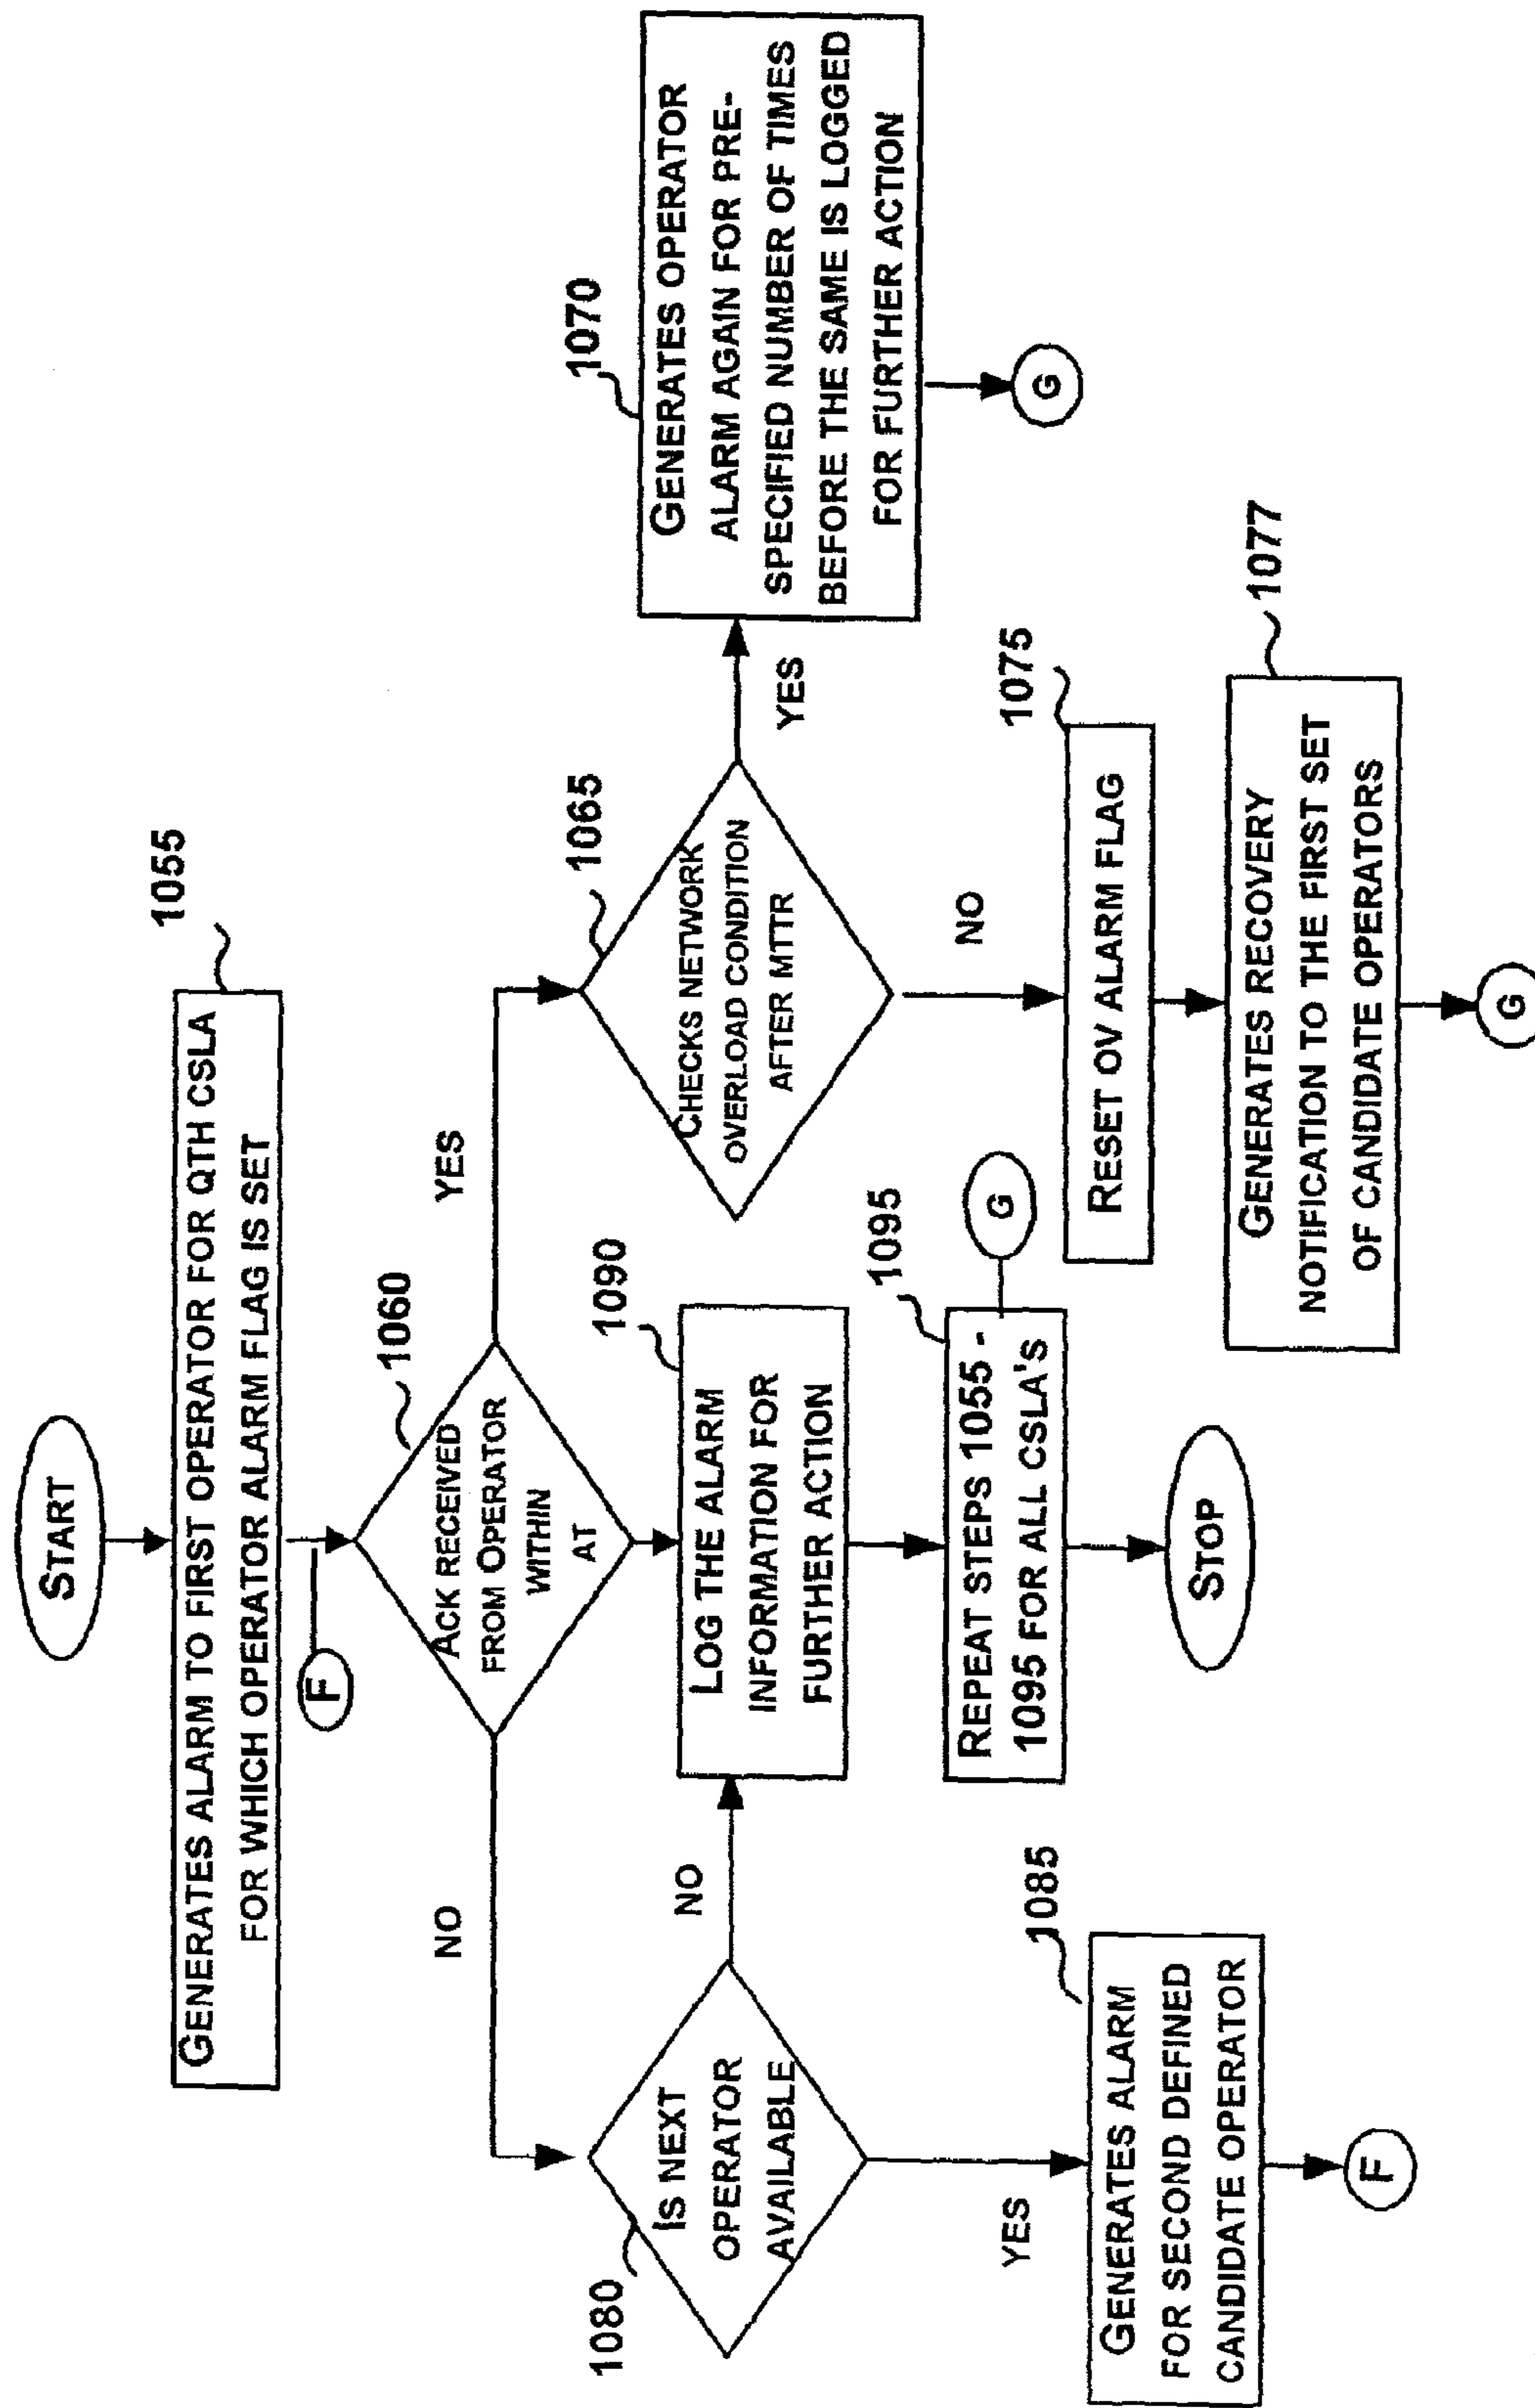 START
1055
GENERATES ALARM TO FIRST OPERATOR FOR QTH CSLA
FOR WHICH OPERATOR ALARM FLAG IS SET
F
1060
ACK RECEIVED
FROM OPERATOR
WITHIN
AT
NO
YES
1080
IS NEXT
OPERATOR
AVAILABLE
NO
YES
1090
LOG THE ALARM
INFORMATION FOR
FURTHER ACTION
1065
CHECKS NETWORK
OVERLOAD CONDITION
AFTER MTTR
YES
NO
1070
GENERATES OPERATOR
ALARM AGAIN FOR PRE-
SPECIFIED NUMBER OF TIMES
BEFORE THE SAME IS LOGGED
FOR FURTHER ACTION
G
1095
REPEAT STEPS 1055 -
1095 FOR ALL CSLA'S
G
STOP
1075
RESET OV ALARM FLAG
1077
GENERATES RECOVERY
NOTIFICATION TO THE FIRST SET
OF CANDIDATE OPERATORS
G
1085
GENERATES ALARM
FOR SECOND DEFINED
CANDIDATE OPERATOR
F